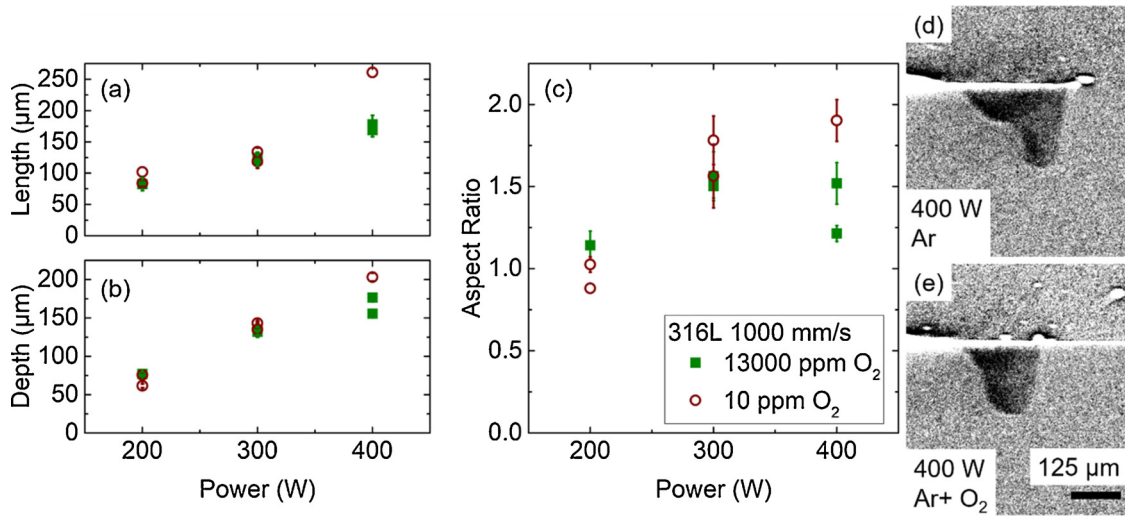 (a)
Length (µm)
250
200
150
100
50
0
(b)
Depth (µm)
200
150
100
50
0
200
300
400
Power (W)
(c)
Aspect Ratio
2.0
1.5
1.0
0.5
0.0
316L 1000 mm/s
13000 ppm O₂
10 ppm O₂
200
300
400
Power (W)
(d)
400 W
Ar
(e)
400 W
Ar+ O₂
125 µm